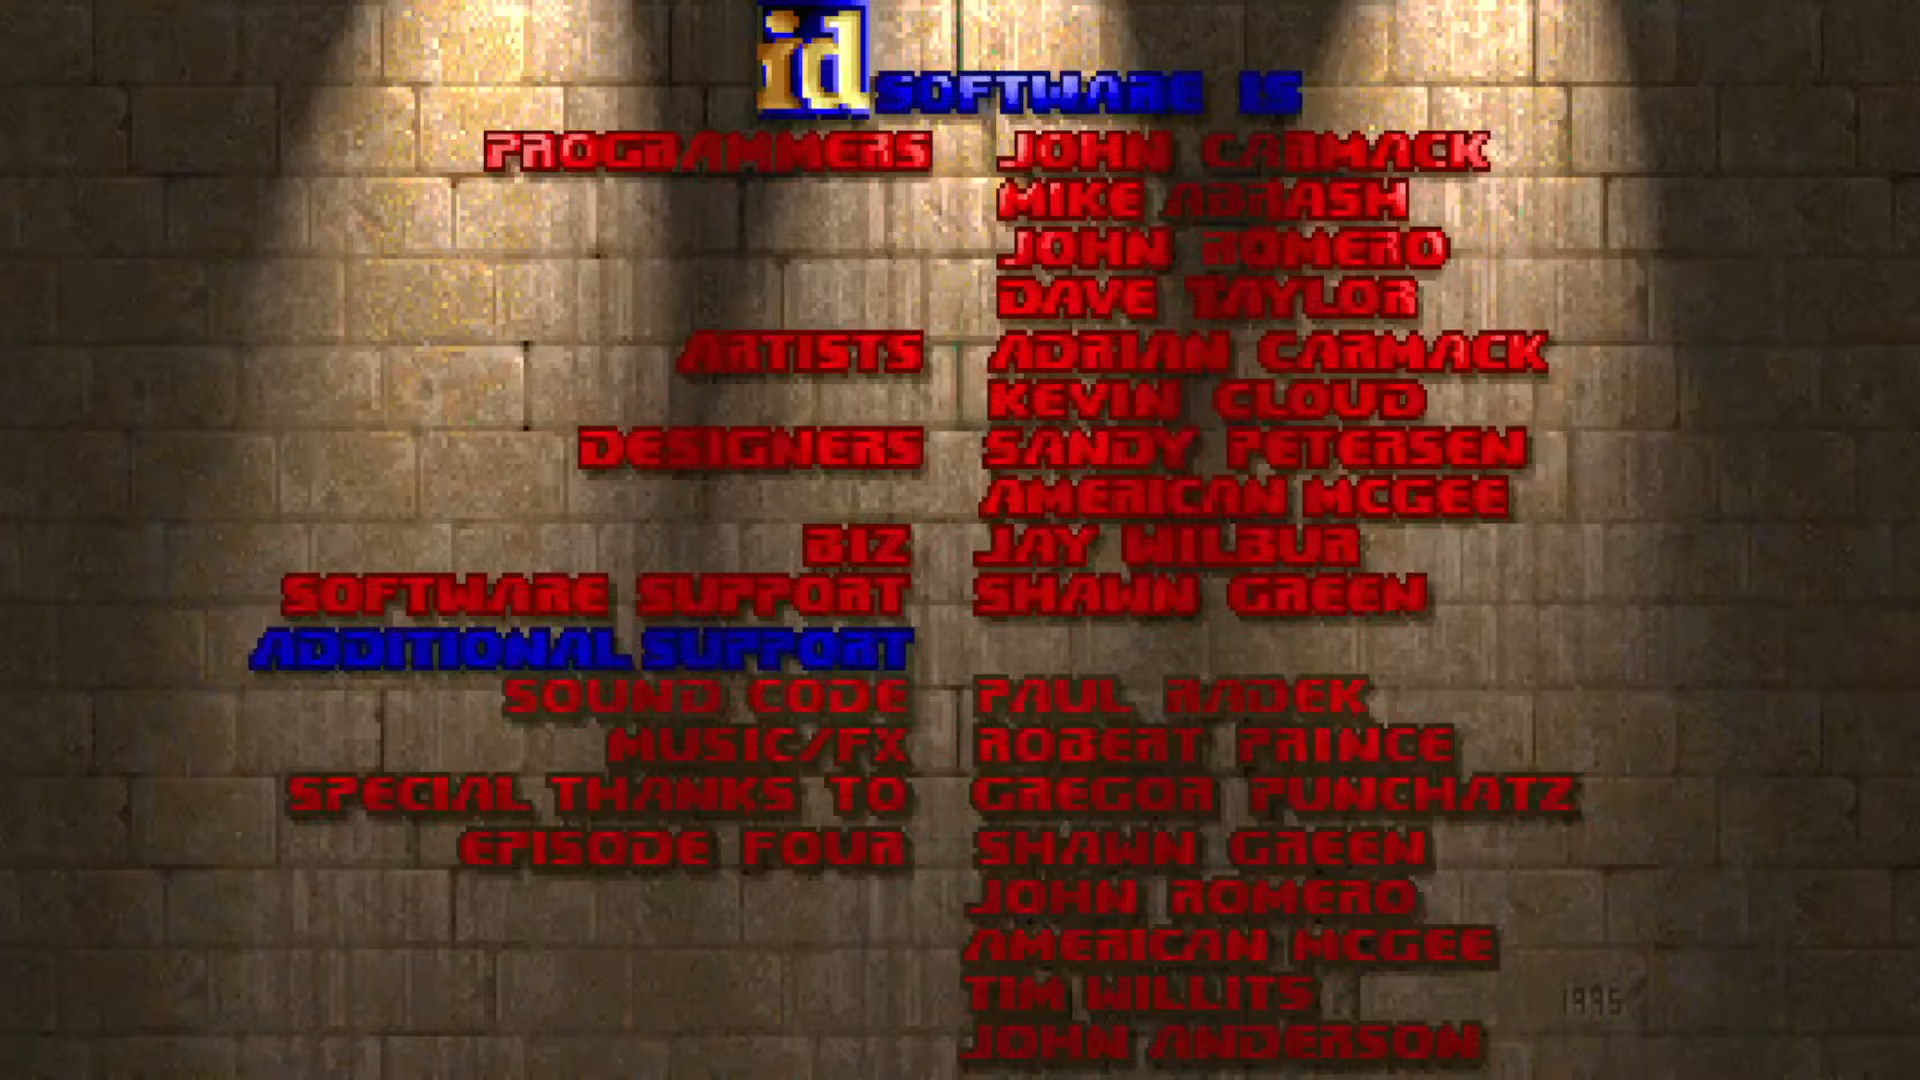 id SOFTWARE IS
PROGRAMMERS JOHN CARMACK
MIKE ABRASH
JOHN ROMERO
DAVE TAYLOR
ARTISTS ADRIAN CARMACK
KEVIN CLOUD
DESIGNERS SANDY PETERSEN
AMERICAN MCGEE
BIZ JAY WILBUR
SOFTWARE SUPPORT SHAWN GREEN
ADDITIONAL SUPPORT
SOUND CODE PAUL RADEK
MUSIC/FX ROBERT PRINCE
SPECIAL THANKS TO GREGOR PUNCHATZ
EPISODE FOUR SHAWN GREEN
JOHN ROMERO
AMERICAN MCGEE
TIM WILLITS
1995
JOHN ANDERSON